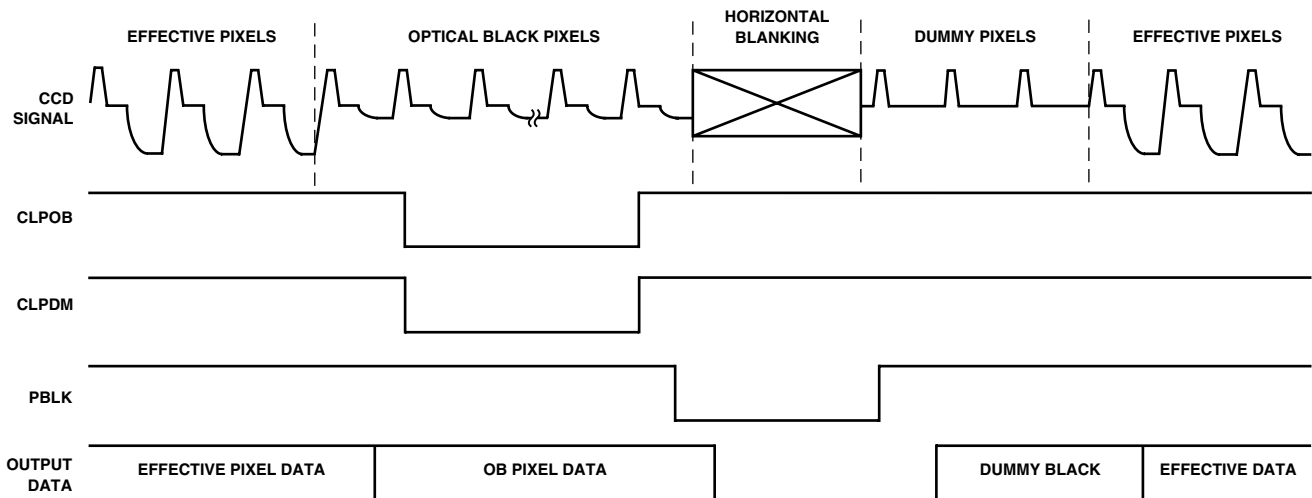 HORIZONTAL
BLANKING
EFFECTIVE PIXELS
OPTICAL BLACK PIXELS
DUMMY PIXELS
EFFECTIVE PIXELS
CCD
SIGNAL
CLPOB
CLPDM
PBLK
OUTPUT
DATA
EFFECTIVE PIXEL DATA
OB PIXEL DATA
DUMMY BLACK
EFFECTIVE DATA